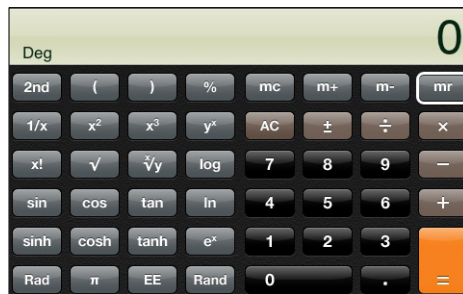 0
Deg
2nd ( ) % mc m+ m- mr
1/x x² x³ yˣ AC ± ÷ ×
x! √ ˣ√y log 7 8 9 −
sin cos tan ln 4 5 6 +
sinh cosh tanh eˣ 1 2 3
Rad π EE Rand 0 . =